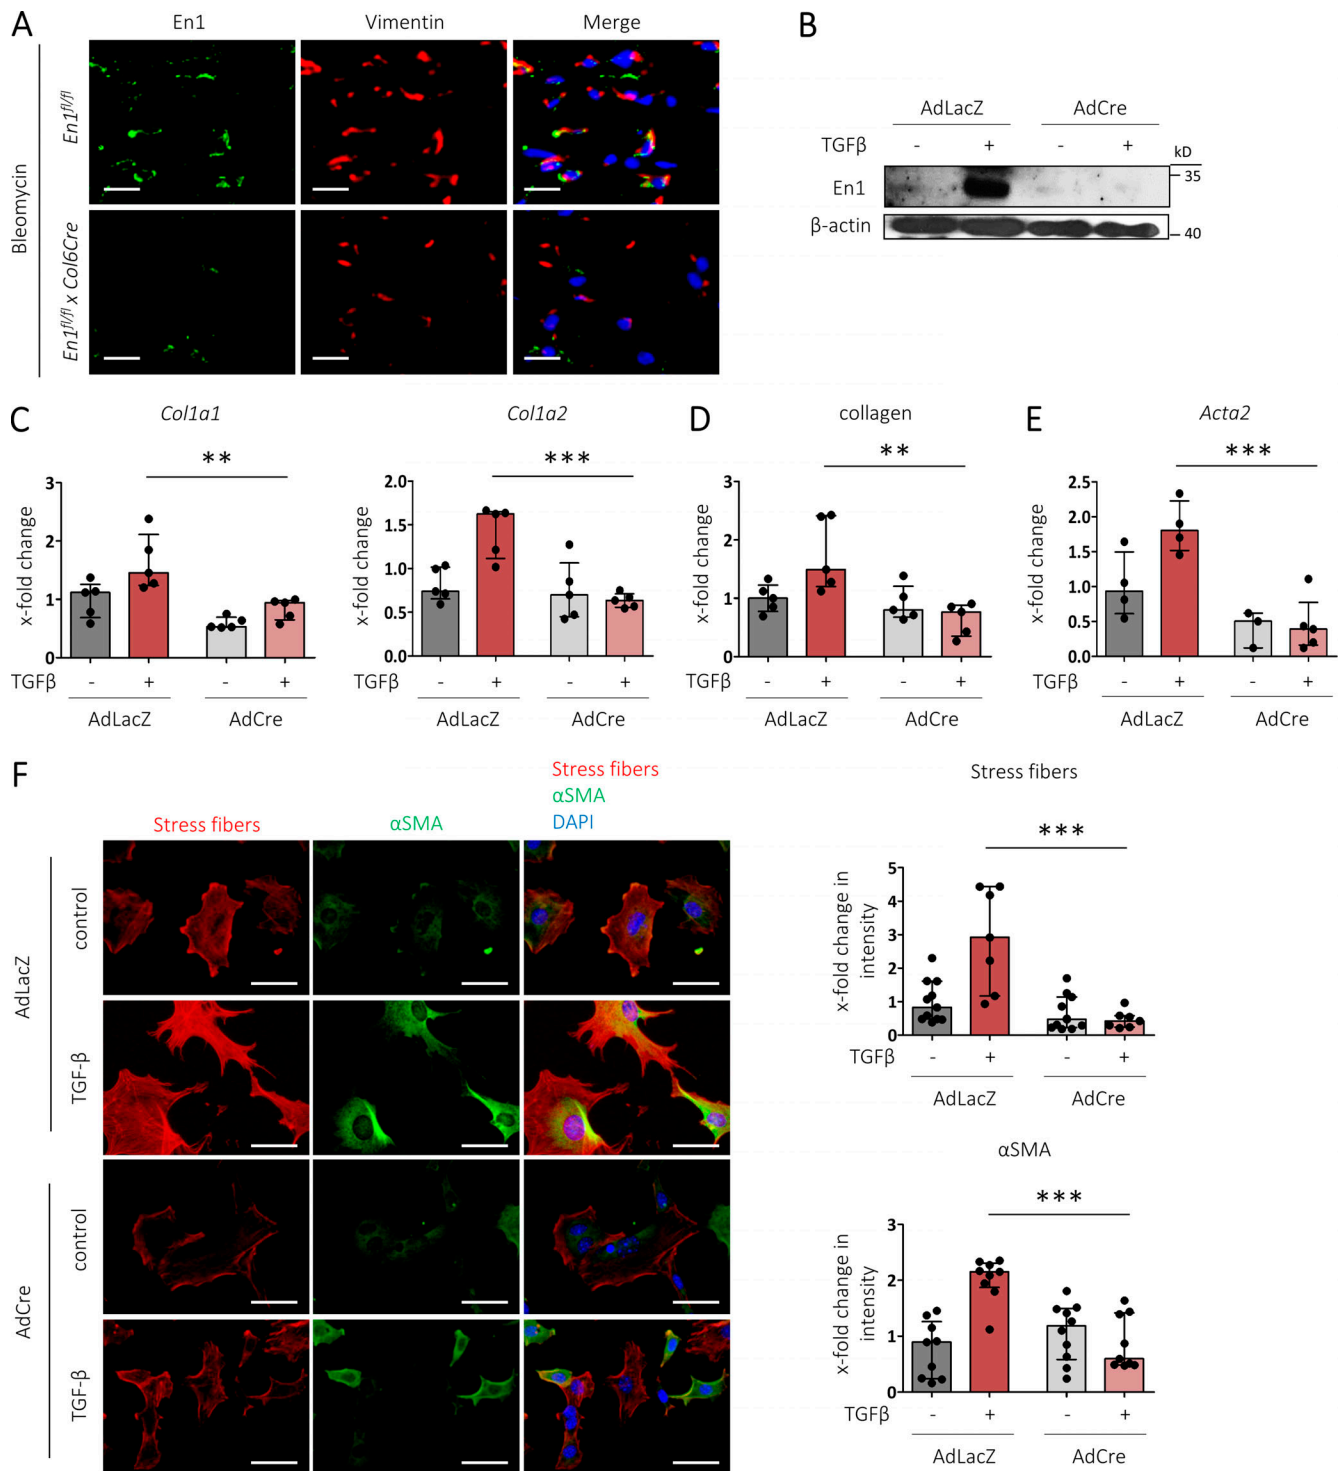 A
En1
Vimentin
Merge
Bleomycin
En1fl/fl
En1fl/fl x Col6Cre
B
AdLacZ
AdCre
TGFβ
-
+
-
+
kD
En1
35
β-actin
40
C
Col1a1
**
x-fold change
3
2
1
0
TGFβ
-
+
-
+
AdLacZ
AdCre
Col1a2
***
x-fold change
2.0
1.5
1.0
0.5
0.0
-
+
-
+
AdLacZ
AdCre
D
collagen
**
x-fold change
3
2
1
0
TGFβ
-
+
-
+
AdLacZ
AdCre
E
Acta2
***
x-fold change
2.5
2.0
1.5
1.0
0.5
0.0
TGFβ
-
+
-
+
AdLacZ
AdCre
F
Stress fibers
αSMA
Stress fibers
αSMA
DAPI
AdLacZ
control
TGF-β
AdCre
control
TGF-β
Stress fibers
***
x-fold change in
intensity
5
4
3
2
1
0
TGFβ
-
+
-
+
AdLacZ
AdCre
αSMA
***
x-fold change in
intensity
3
2
1
0
TGFβ
-
+
-
+
AdLacZ
AdCre